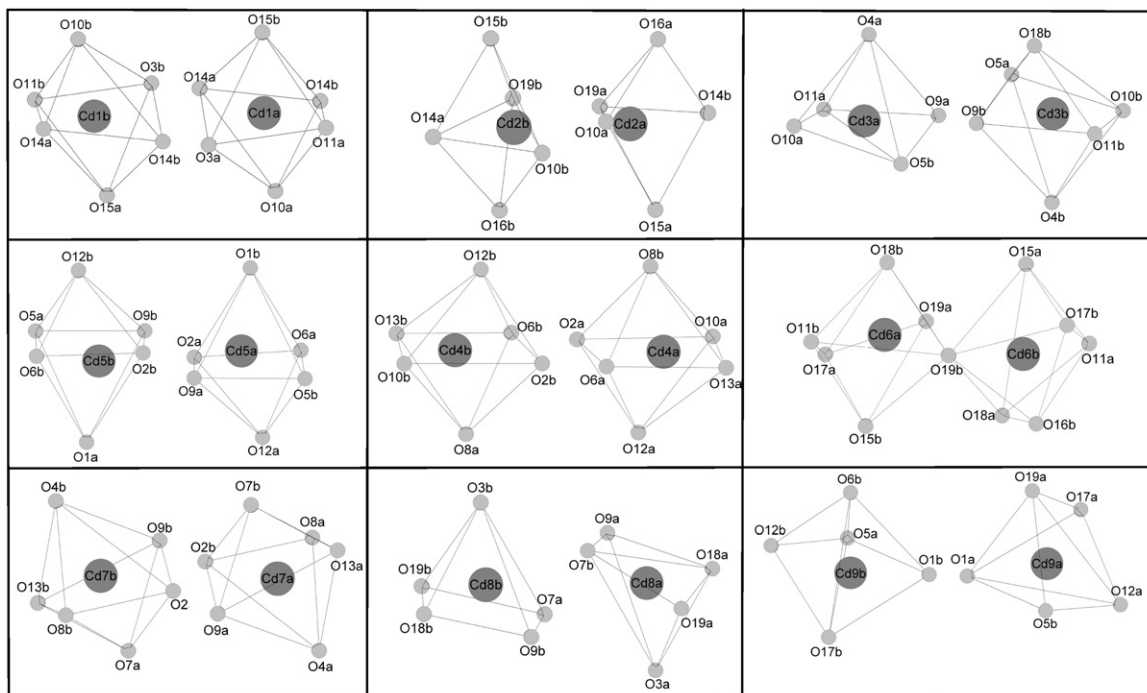 O10b
O3b
O11b
Cd1b
O14a
O14b
O15a
O15b
O14a
O14b
Cd1a
O11a
O3a
O10a
O15b
O19b
O14a
Cd2b
O10b
O16b
O16a
O19a
O14b
O10a
Cd2a
O15a
O4a
O11a
O9a
Cd3a
O10a
O5b
O18b
O5a
O10b
O9b
Cd3b
O11b
O4b
O12b
O5a
O9b
Cd5b
O6b
O2b
O1a
O1b
O6a
O2a
Cd5a
O9a
O5b
O12a
O12b
O13b
O6b
Cd4b
O10b
O2b
O8a
O8b
O2a
O10a
Cd4a
O6a
O13a
O12a
O18b
O19a
O11b
Cd6a
O17a
O15b
O15a
O17b
Cd6b
O11a
O19b
O18a
O16b
O4b
O9b
Cd7b
O13b
O2
O8b
O7a
O7b
O8a
O2b
O13a
Cd7a
O9a
O4a
O3b
O19b
Cd8b
O7a
O18b
O9b
O9a
O18a
O7b
Cd8a
O19a
O3a
O6b
O12b
O5a
O1b
Cd9b
O17b
O19a
O17a
O1a
Cd9a
O12a
O5b